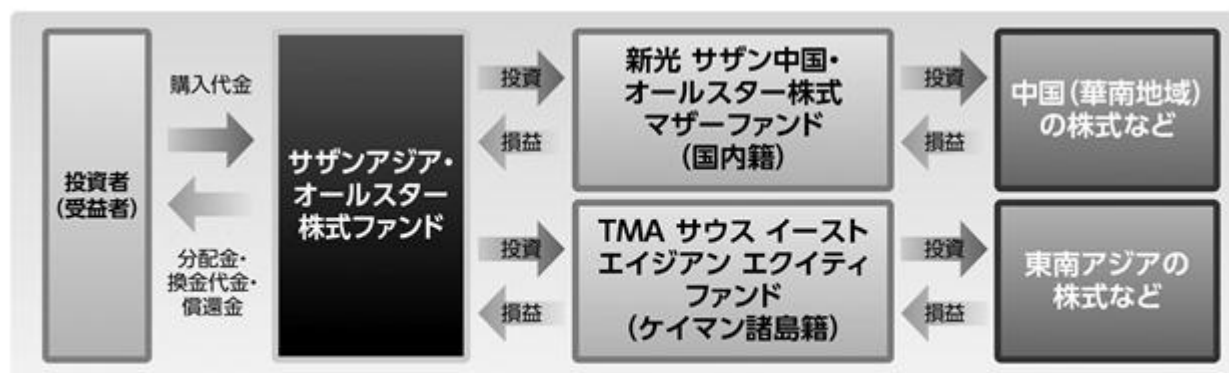 投資者
(受益者)
購入代金
分配金・
換金代金・
償還金
サザンアジア・
オールスター
株式ファンド
投資
損益
新光 サザン中国・
オールスター株式
マザーファンド
(国内籍)
投資
損益
中国(華南地域)
の株式など
投資
損益
TMA サウス イースト
エイジアン エクイティ
ファンド
(ケイマン諸島籍)
投資
損益
東南アジアの
株式など